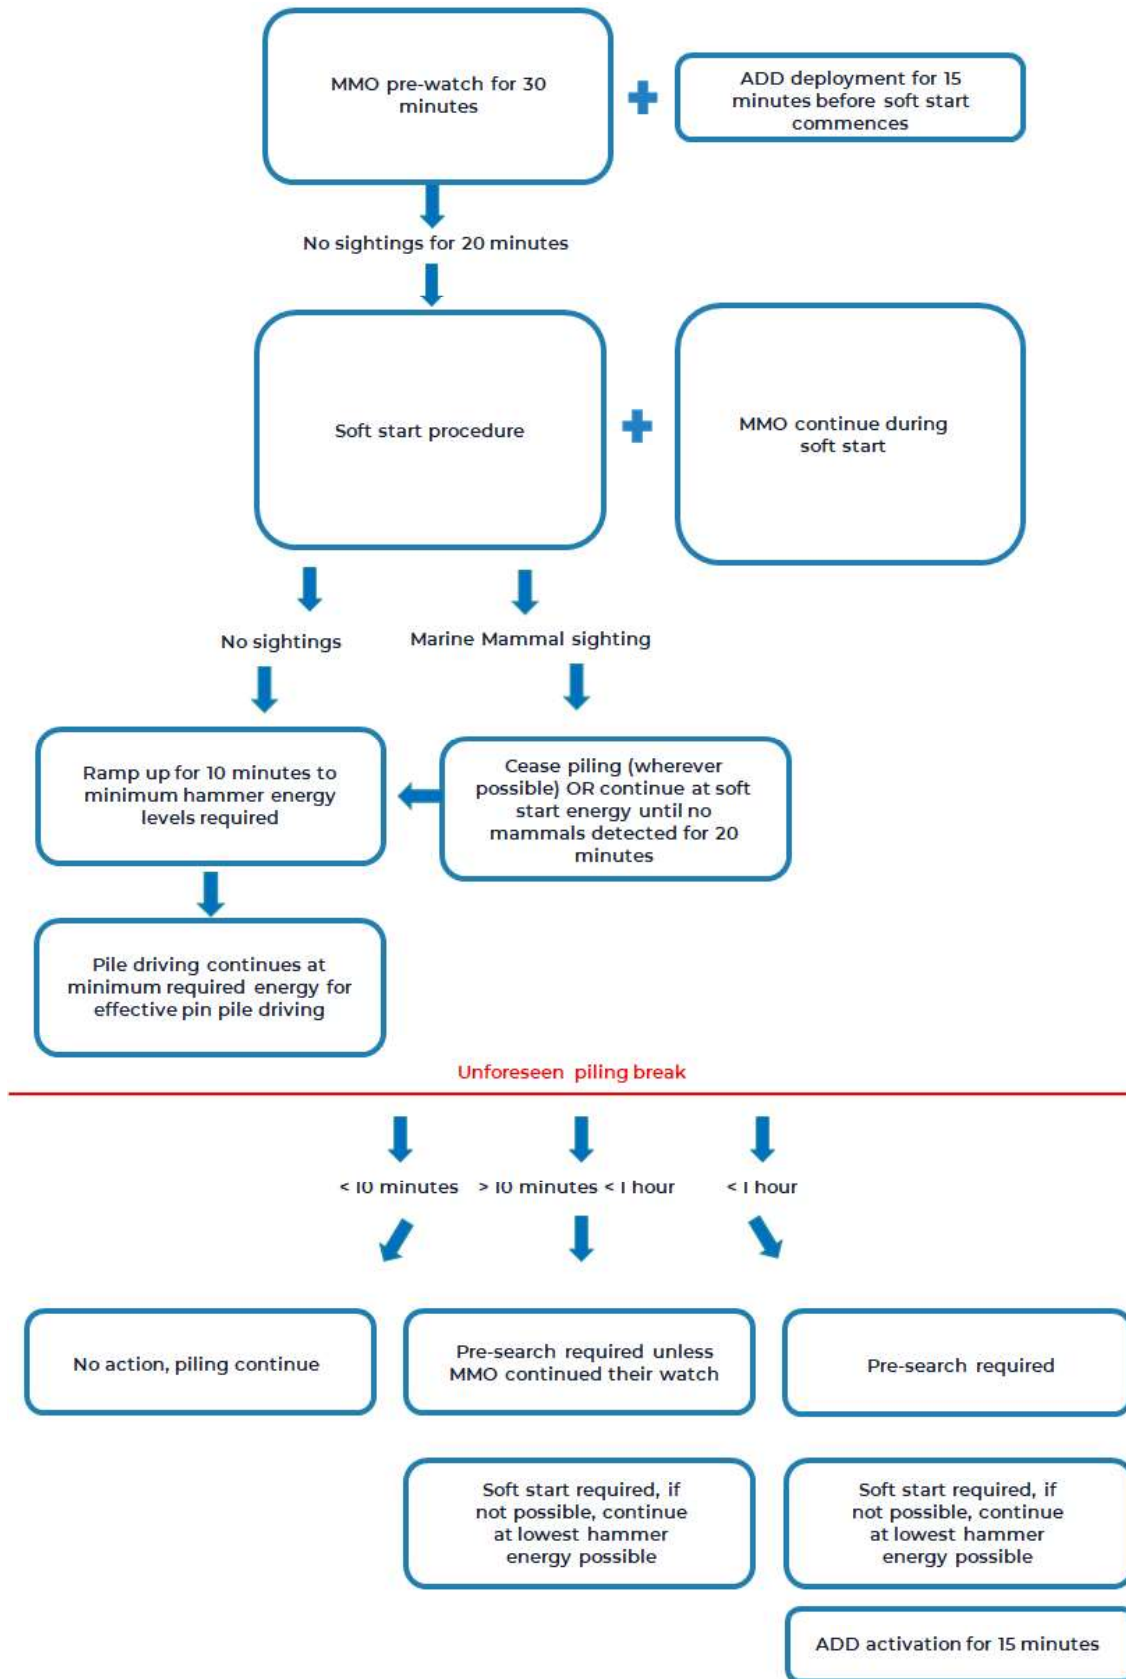 MMO pre-watch for 30
minutes
ADD deployment for 15
minutes before soft start
commences
No sightings for 20 minutes
Soft start procedure
MMO continue during
soft start
No sightings
Marine Mammal sighting
Ramp up for 10 minutes to
minimum hammer energy
levels required
Cease piling (wherever
possible) OR continue at soft
start energy until no
mammals detected for 20
minutes
Pile driving continues at
minimum required energy for
effective pin pile driving
Unforeseen piling break
< 10 minutes
> 10 minutes < 1 hour
< 1 hour
No action, piling continue
Pre-search required unless
MMO continued their watch
Pre-search required
Soft start required, if
not possible, continue
at lowest hammer
energy possible
Soft start required, if
not possible, continue
at lowest hammer
energy possible
ADD activation for 15 minutes